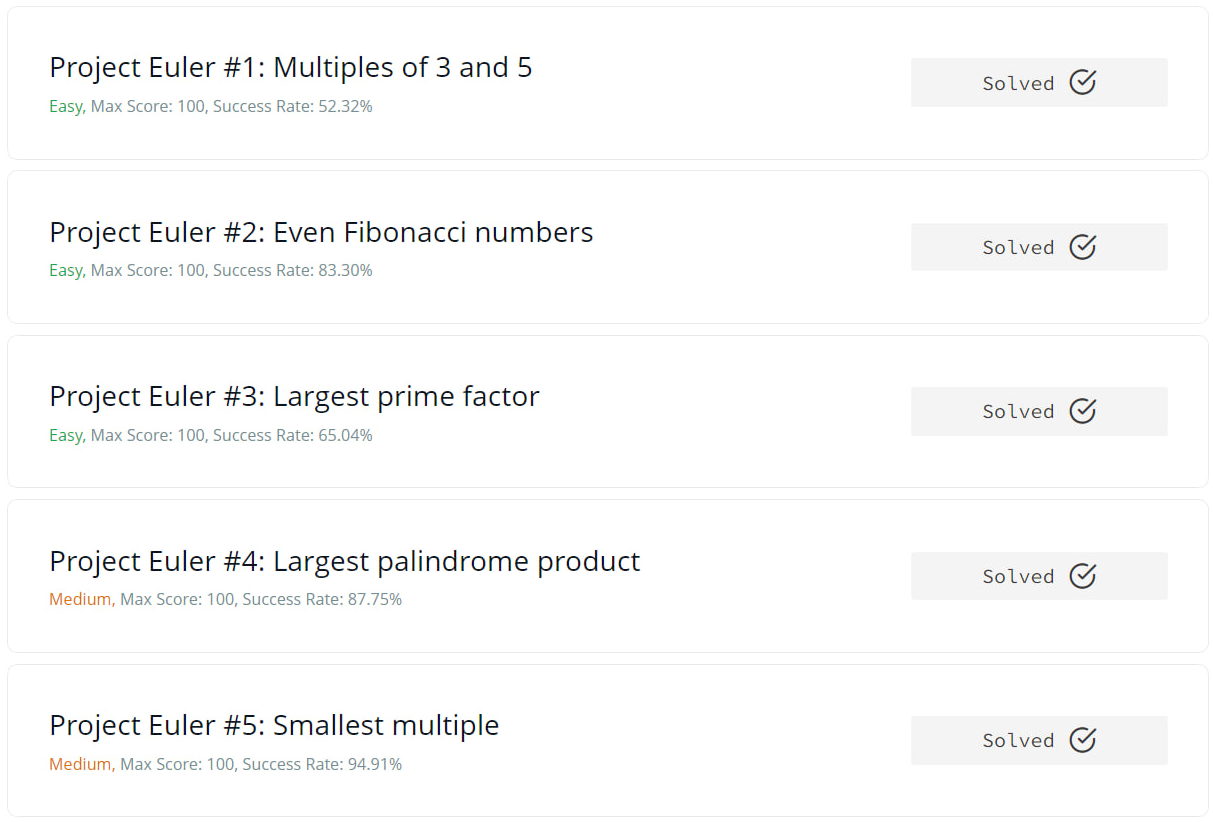 Project Euler #1: Multiples of 3 and 5
Easy, Max Score: 100, Success Rate: 52.32%
Solved
Project Euler #2: Even Fibonacci numbers
Easy, Max Score: 100, Success Rate: 83.30%
Solved
Project Euler #3: Largest prime factor
Easy, Max Score: 100, Success Rate: 65.04%
Solved
Project Euler #4: Largest palindrome product
Medium, Max Score: 100, Success Rate: 87.75%
Solved
Project Euler #5: Smallest multiple
Medium, Max Score: 100, Success Rate: 94.91%
Solved